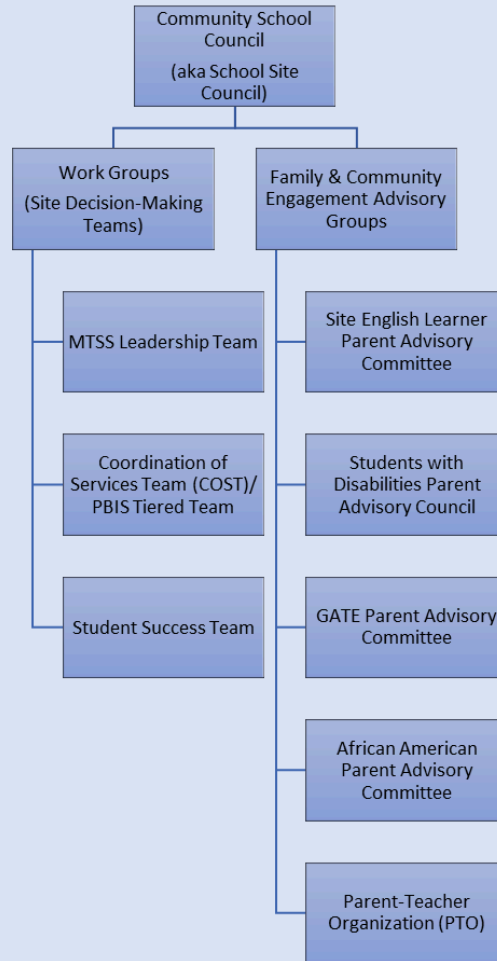 Community School
Council
(aka School Site
Council)
Work Groups
(Site Decision-Making
Teams)
Family & Community
Engagement Advisory
Groups
MTSS Leadership Team
Coordination of
Services Team (COST)/
PBIS Tiered Team
Student Success Team
Site English Learner
Parent Advisory
Committee
Students with
Disabilities Parent
Advisory Council
GATE Parent Advisory
Committee
African American
Parent Advisory
Committee
Parent-Teacher
Organization (PTO)